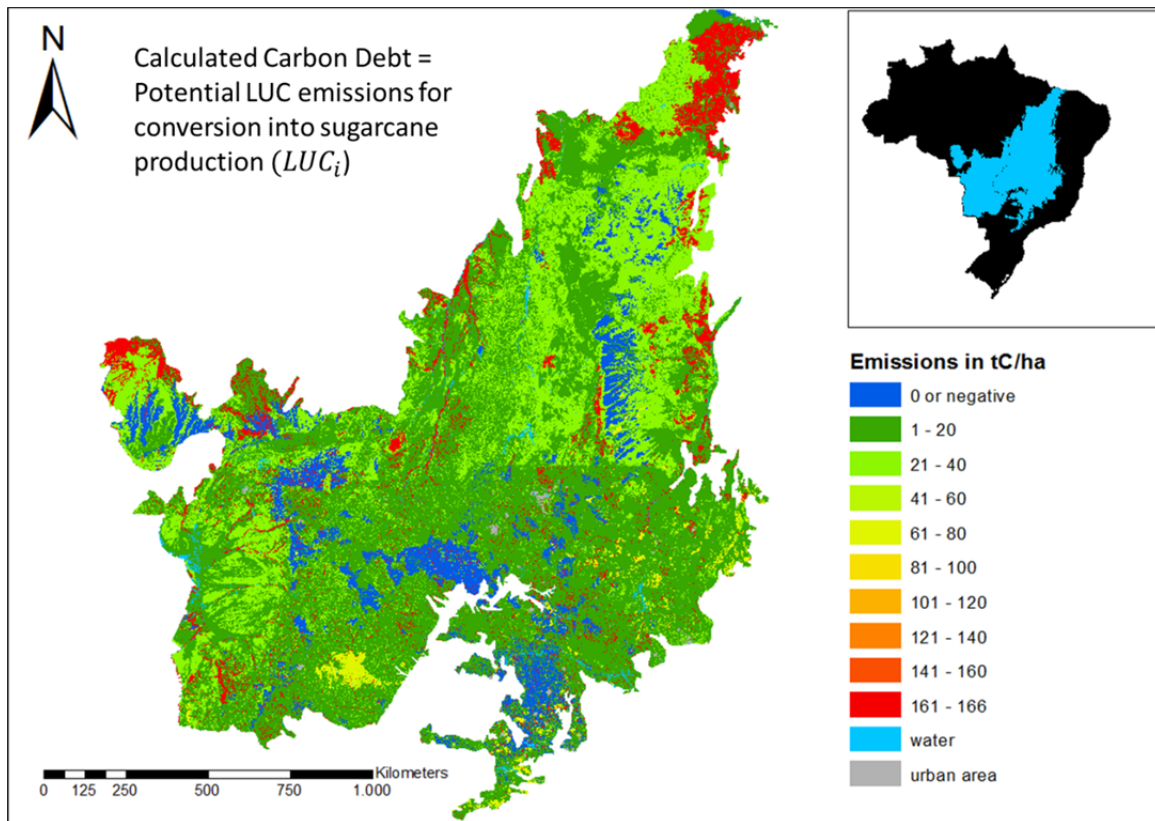 N
Calculated Carbon Debt =
Potential LUC emissions for
conversion into sugarcane
production (LUCᵢ)
Emissions in tC/ha
0 or negative
1 - 20
21 - 40
41 - 60
61 - 80
81 - 100
101 - 120
121 - 140
141 - 160
161 - 166
water
urban area
Kilometers
0 125 250 500 750 1.000